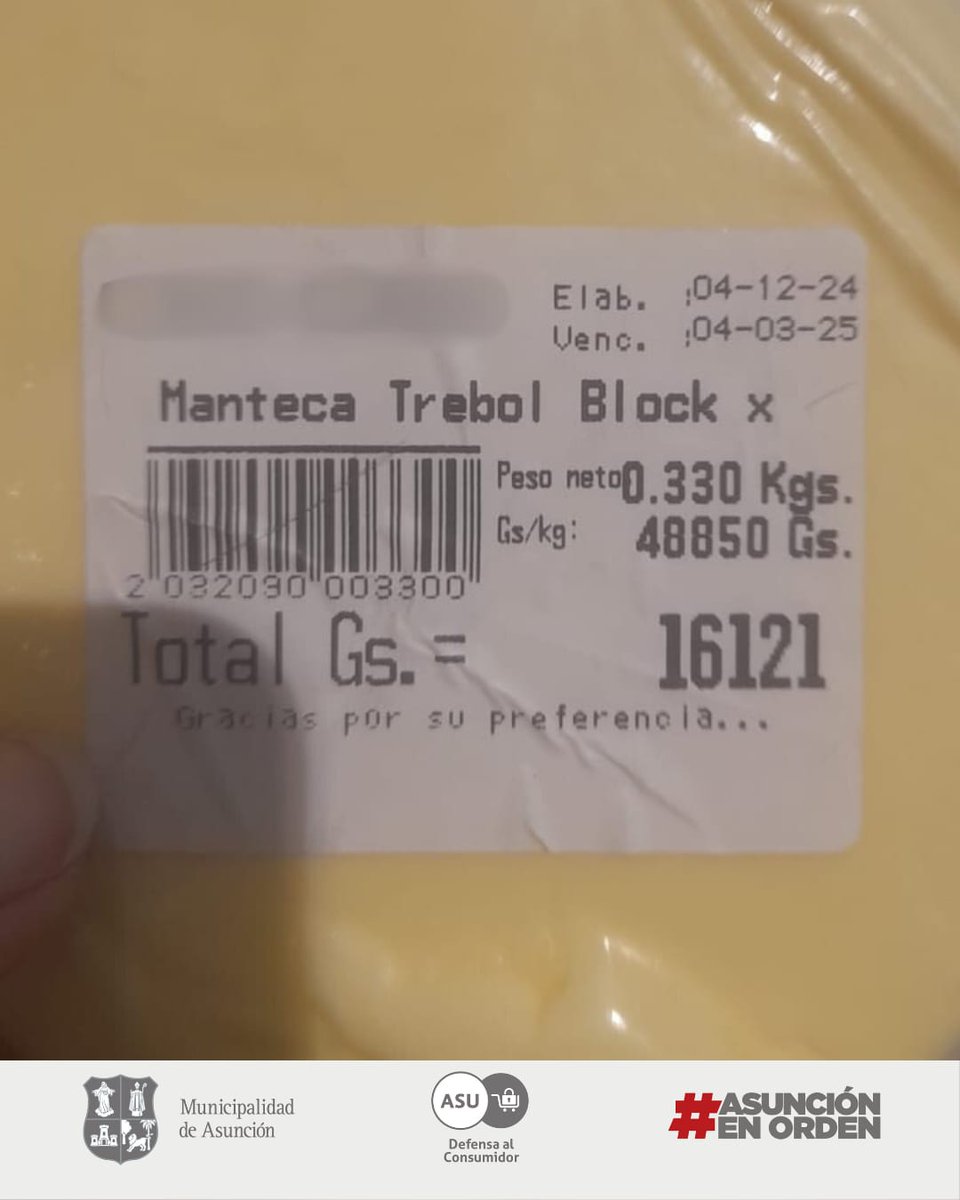 Elab. :04-12-24
Venc. :04-03-25
Manteca Trebol Block x
Peso neto 0.330 Kgs.
Gs/kg: 48850 Gs.
2 032090 003300
Total Gs. = 16121
Gracias por su preferencia...
Municipalidad
de Asunción
ASU
Defensa al
Consumidor
#ASUNCIÓN
EN ORDEN